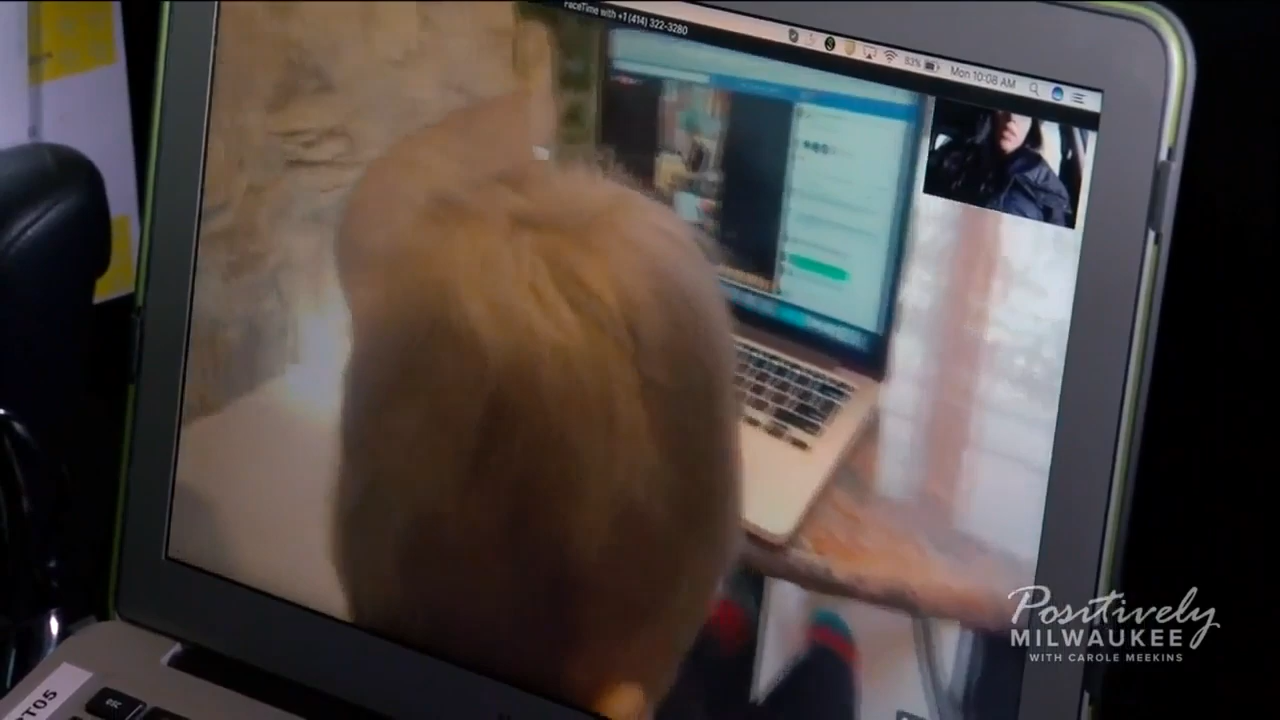 FaceTime with +1 (414) 322-3280
83%
Mon 10:08 AM
Positively
MILWAUKEE
WITH CAROLE MEEKINS
esc